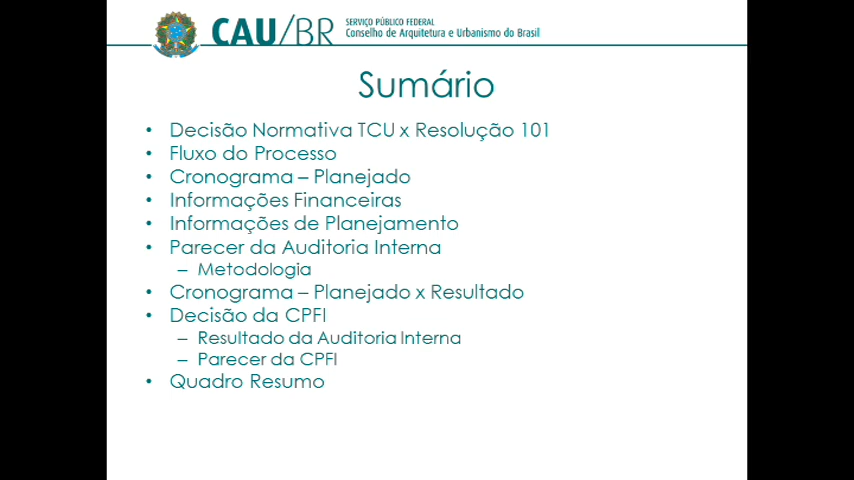 CAU/BR
SERVIÇO PÚBLICO FEDERAL
Conselho de Arquitetura e Urbanismo do Brasil
Sumário
• Decisão Normativa TCU x Resolução 101
• Fluxo do Processo
• Cronograma – Planejado
• Informações Financeiras
• Informações de Planejamento
• Parecer da Auditoria Interna
– Metodologia
• Cronograma – Planejado x Resultado
• Decisão da CPFI
– Resultado da Auditoria Interna
– Parecer da CPFI
• Quadro Resumo